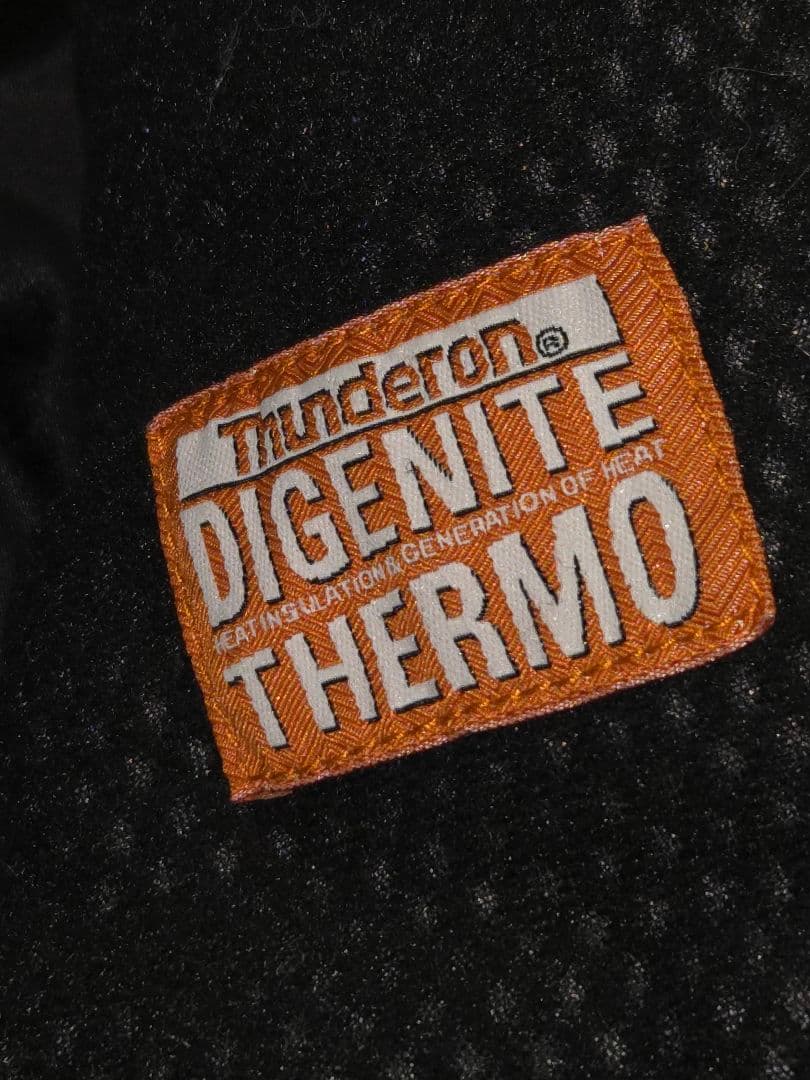 Thunderon®
DIGENITE
HEAT INSULATION & GENERATION OF HEAT
THERMO